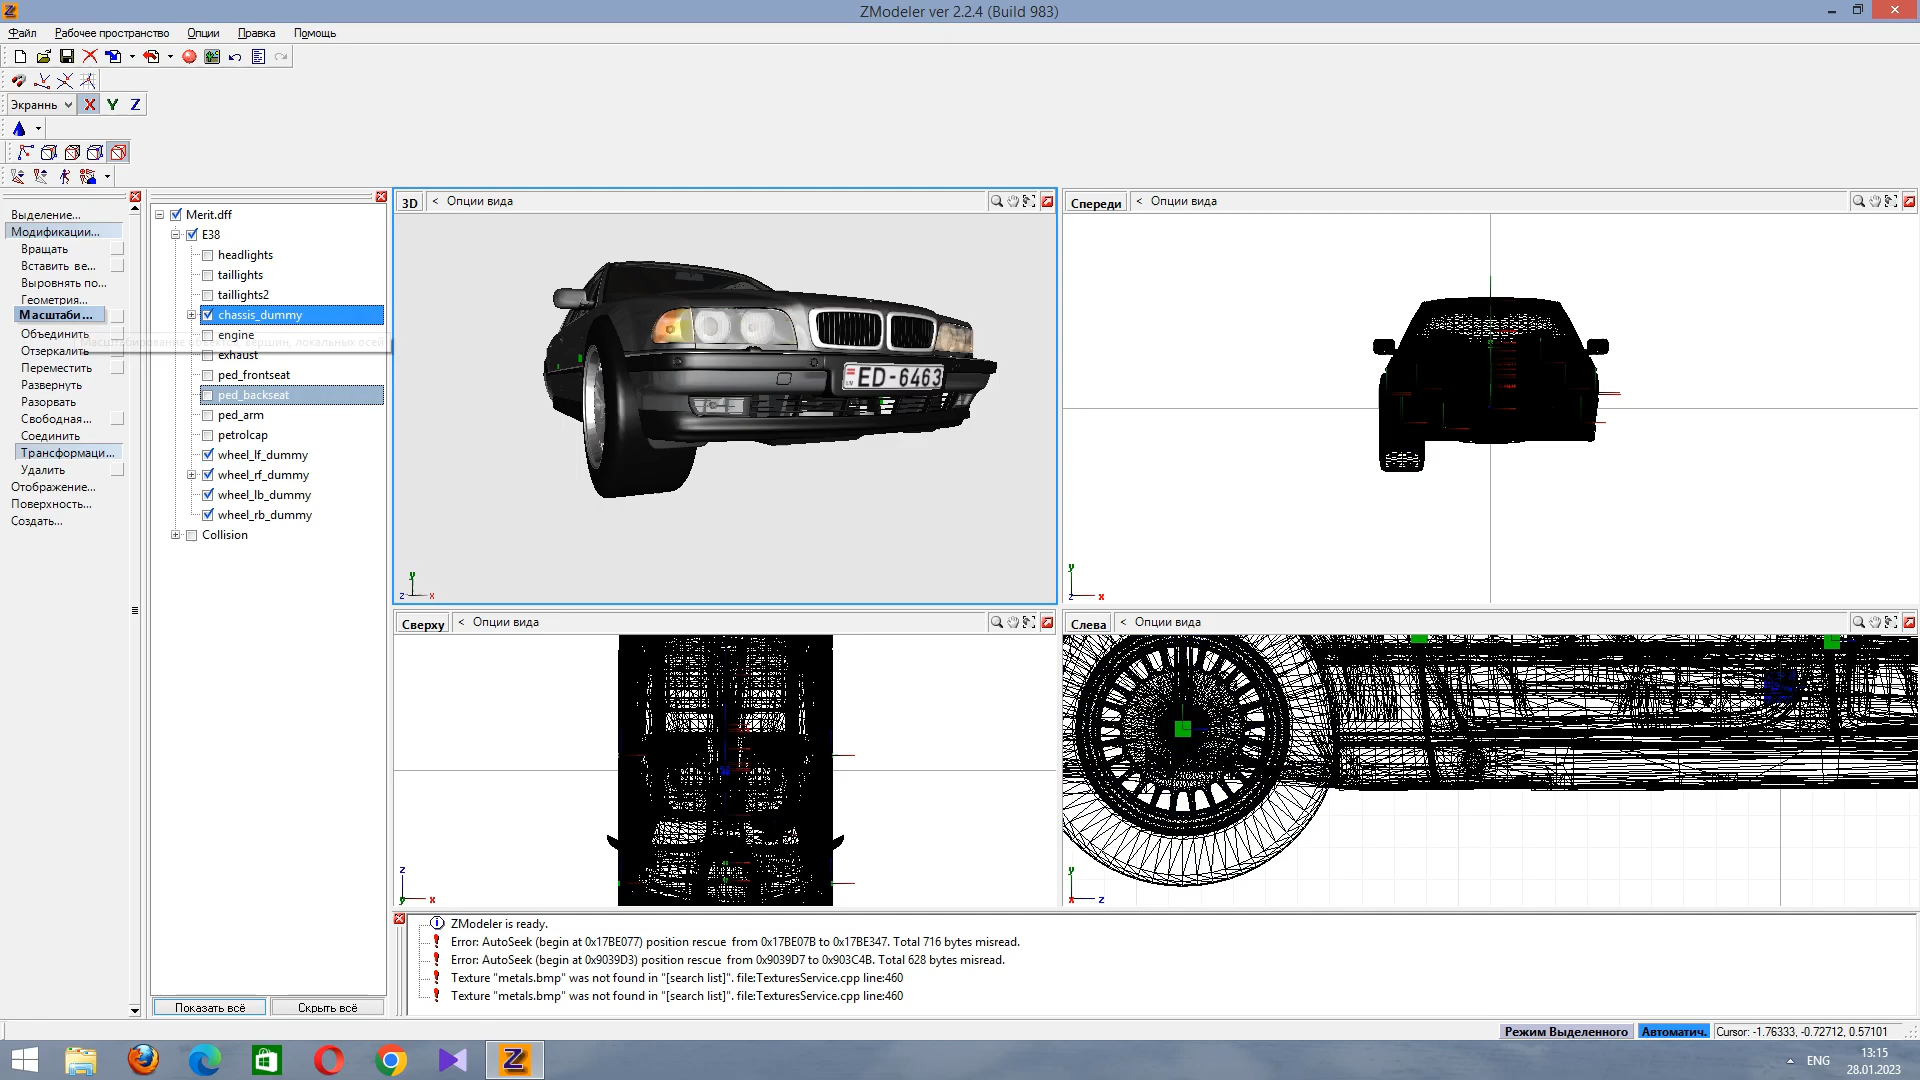 ZModeler ver 2.2.4 (Build 983)
Файл Рабочее пространство Опции Правка Помощь
Экраннь X Y Z
Выделение...
Модификации...
Вращать
Вставить ве...
Выровнять по...
Геометрия...
Масштаби...
Объединить
Отзеркалить
Переместить
Развернуть
Разорвать
Свободная...
Соединить
Трансформаци...
Удалить
Отображение...
Поверхность...
Создать...
Масштабирование объектов, вершин, локальных осей
Merit.dff
E38
headlights
taillights
taillights2
chassis_dummy
engine
exhaust
ped_frontseat
ped_backseat
ped_arm
petrolcap
wheel_lf_dummy
wheel_rf_dummy
wheel_lb_dummy
wheel_rb_dummy
Collision
Показать всё Скрыть всё
3D < Опции вида
ED-6463
LV
y
z x
Спереди < Опции вида
y
z x
Сверху < Опции вида
z
y x
Слева < Опции вида
y
x z
ZModeler is ready.
Error: AutoSeek (begin at 0x17BE077) position rescue from 0x17BE07B to 0x17BE347. Total 716 bytes misread.
Error: AutoSeek (begin at 0x9039D3) position rescue from 0x9039D7 to 0x903C4B. Total 628 bytes misread.
Texture "metals.bmp" was not found in "[search list]". file:TexturesService.cpp line:460
Texture "metals.bmp" was not found in "[search list]". file:TexturesService.cpp line:460
Режим Выделенного Автоматич. Cursor: -1.76333, -0.72712, 0.57101
ENG
13:15
28.01.2023